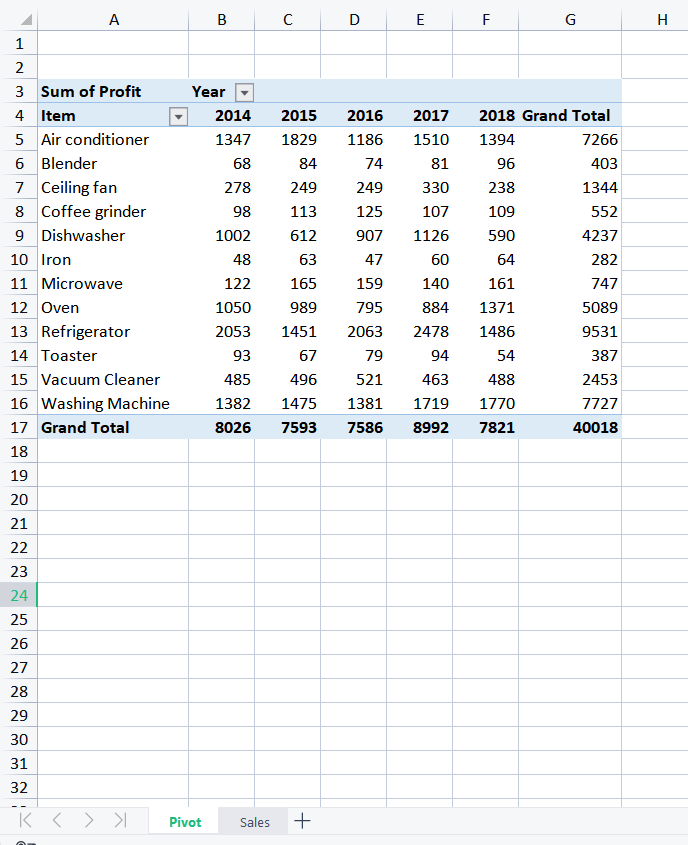 A B C D E F G H
1
2
3 Sum of Profit Year
4 Item 2014 2015 2016 2017 2018 Grand Total
5 Air conditioner 1347 1829 1186 1510 1394 7266
6 Blender 68 84 74 81 96 403
7 Ceiling fan 278 249 249 330 238 1344
8 Coffee grinder 98 113 125 107 109 552
9 Dishwasher 1002 612 907 1126 590 4237
10 Iron 48 63 47 60 64 282
11 Microwave 122 165 159 140 161 747
12 Oven 1050 989 795 884 1371 5089
13 Refrigerator 2053 1451 2063 2478 1486 9531
14 Toaster 93 67 79 94 54 387
15 Vacuum Cleaner 485 496 521 463 488 2453
16 Washing Machine 1382 1475 1381 1719 1770 7727
17 Grand Total 8026 7593 7586 8992 7821 40018
18
19
20
21
22
23
24
25
26
27
28
29
30
31
32
Pivot Sales